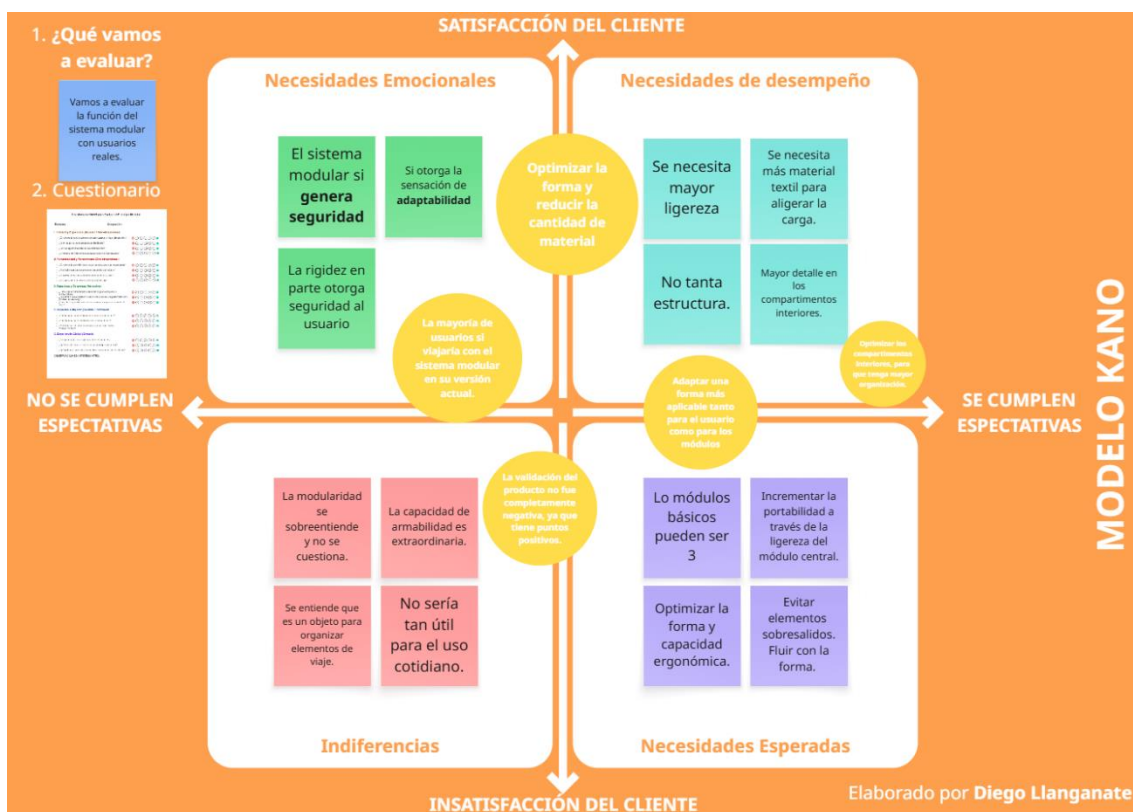 SATISFACCIÓN DEL CLIENTE
1. ¿Qué vamos
a evaluar?
Vamos a evaluar
la función del
sistema modular
con usuarios
reales.
2. Cuestionario
NO SE CUMPLEN
ESPECTATIVAS
Necesidades Emocionales
El sistema
modular si
genera
seguridad
Si otorga la
sensación de
adaptabilidad
La rigidez en
parte otorga
seguridad al
usuario
La mayoría de
usuarios si
viajaría con el
sistema modular
en su versión
actual.
Optimizar la
forma y
reducir la
cantidad de
material
Necesidades de desempeño
Se necesita
mayor
ligereza
Se necesita
más material
textil para
aligerar la
carga.
No tanta
estructura.
Mayor detalle en
los
compartimentos
interiores.
Optimizar los
compartimentos
interiores, para
que tenga mayor
organización.
Adaptar una
forma más
aplicable tanto
para el usuario
como para los
módulos
SE CUMPLEN
ESPECTATIVAS
MODELO KANO
La modularidad
se
sobreentiende
y no se
cuestiona.
La capacidad de
armabilidad es
extraordinaria.
Se entiende que
es un objeto para
organizar
elementos de
viaje.
No sería
tan útil
para el uso
cotidiano.
Indiferencias
La validación del
producto no fue
completamente
negativa, ya que
tiene puntos
positivos.
Lo módulos
básicos
pueden ser
3
Incrementar la
portabilidad a
través de la
ligereza del
módulo central.
Optimizar la
forma y
capacidad
ergonómica.
Evitar
elementos
sobresalidos.
Fluir con la
forma.
Necesidades Esperadas
INSATISFACCIÓN DEL CLIENTE
Elaborado por Diego Llanganate